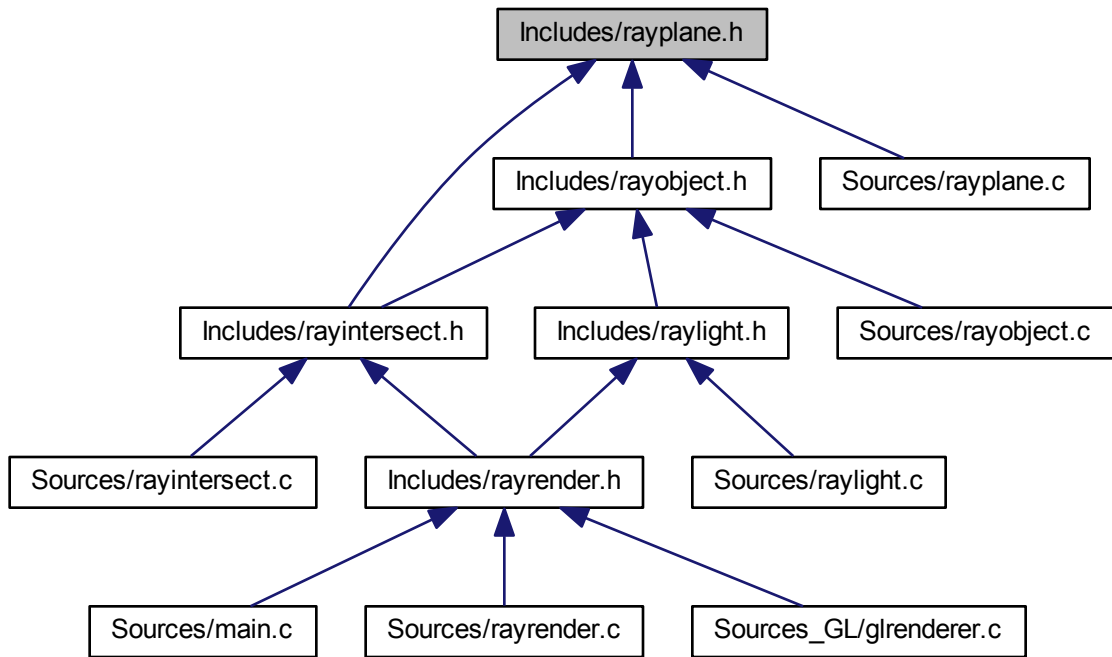 Includes/rayplane.h
Includes/rayobject.h
Sources/rayplane.c
Includes/rayintersect.h
Includes/raylight.h
Sources/rayobject.c
Sources/rayintersect.c
Includes/rayrender.h
Sources/raylight.c
Sources/main.c
Sources/rayrender.c
Sources_GL/glrenderer.c